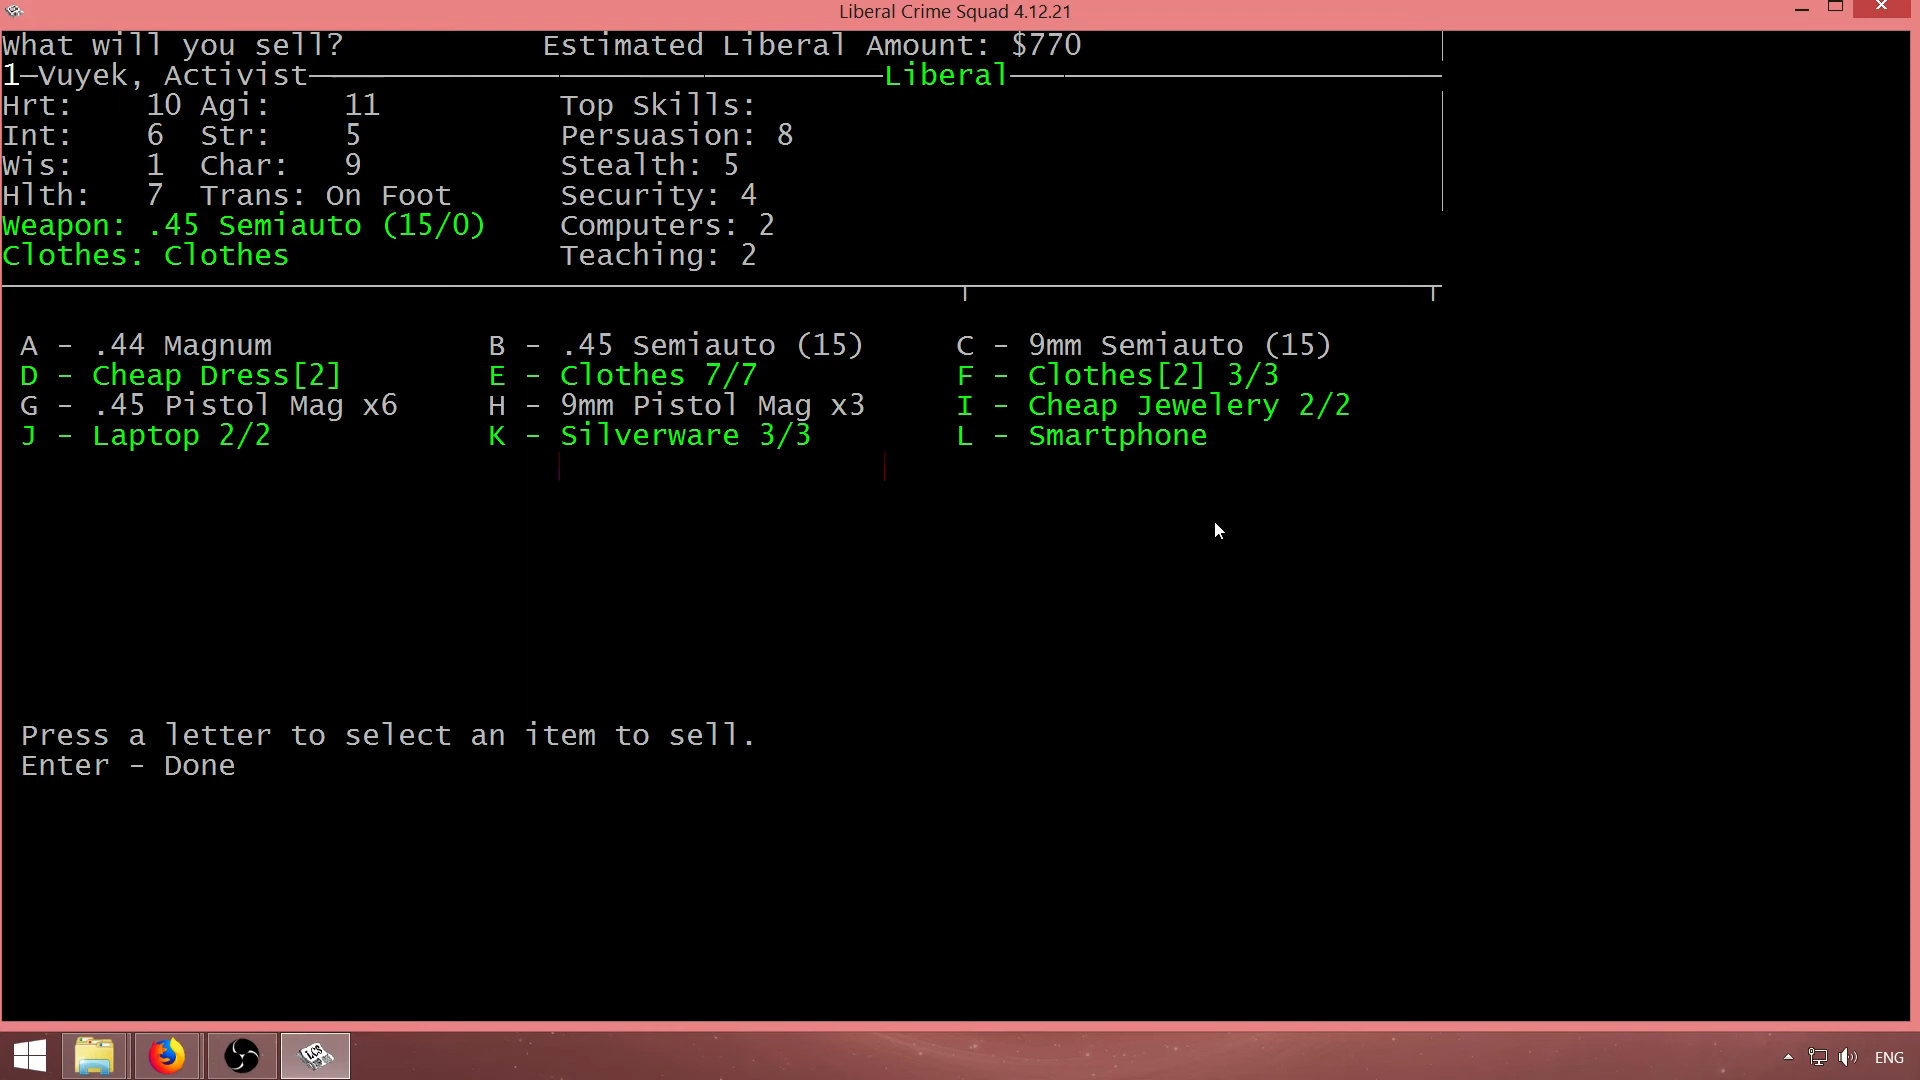 Liberal Crime Squad 4.12.21
What will you sell? Estimated Liberal Amount: $770
1—Vuyek, Activist Liberal
Hrt: 10 Agi: 11 Top Skills:
Int: 6 Str: 5 Persuasion: 8
Wis: 1 Char: 9 Stealth: 5
Hlth: 7 Trans: On Foot Security: 4
Weapon: .45 Semiauto (15/0) Computers: 2
Clothes: Clothes Teaching: 2
A - .44 Magnum B - .45 Semiauto (15) C - 9mm Semiauto (15)
D - Cheap Dress[2] E - Clothes 7/7 F - Clothes[2] 3/3
G - .45 Pistol Mag x6 H - 9mm Pistol Mag x3 I - Cheap Jewelery 2/2
J - Laptop 2/2 K - Silverware 3/3 L - Smartphone
Press a letter to select an item to sell.
Enter - Done
LCS
ENG